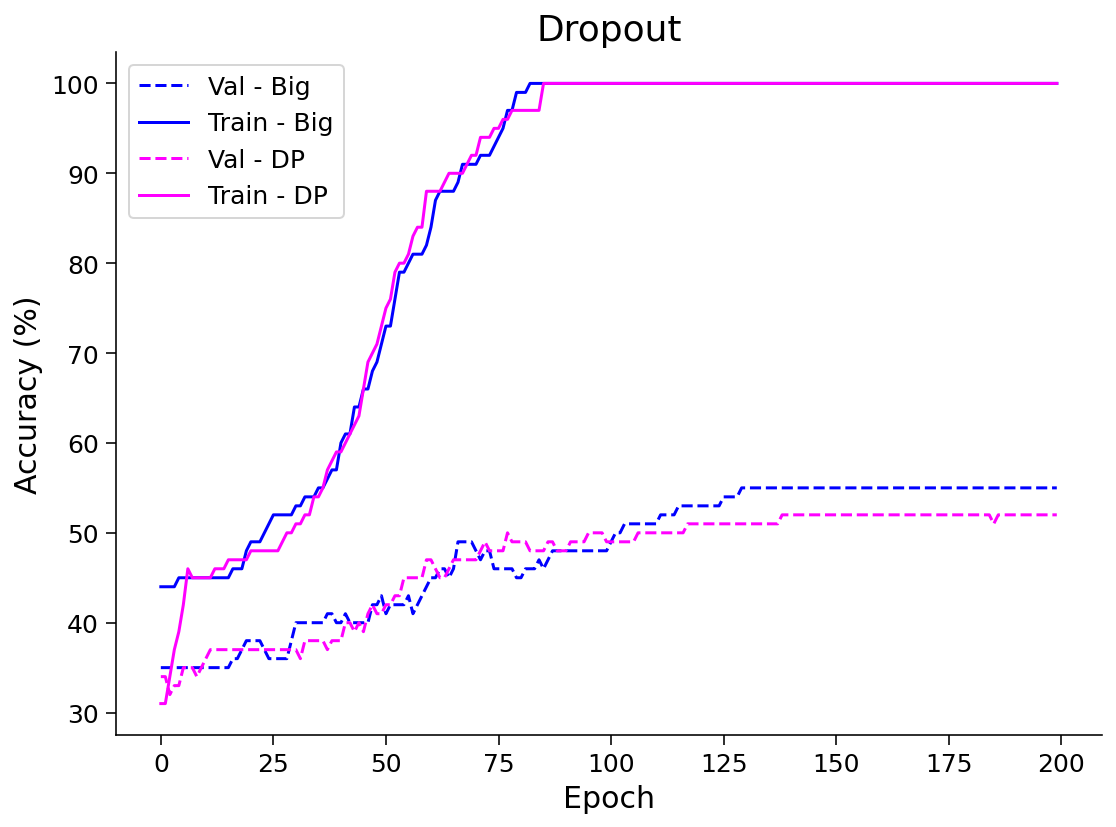 Dropout
Val - Big
Train - Big
Val - DP
Train - DP
Accuracy (%)
100
90
80
70
60
50
40
30
0 25 50 75 100 125 150 175 200
Epoch